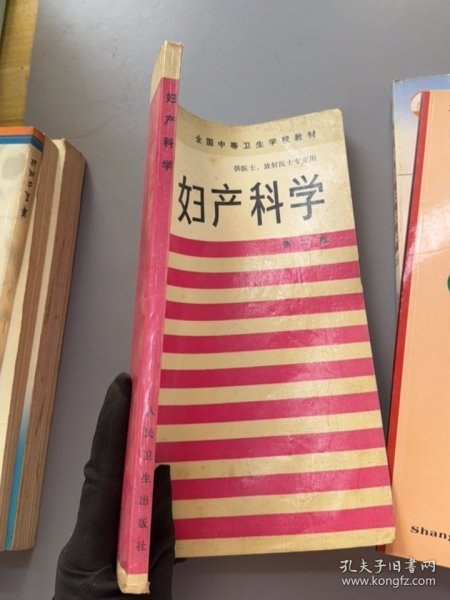 全国中等卫生学校教材
供医士、放射医士专业用
妇产科学
第二版
妇产科学
人民卫生出版社
Shang
孔夫子旧书网
www.kongfz.com